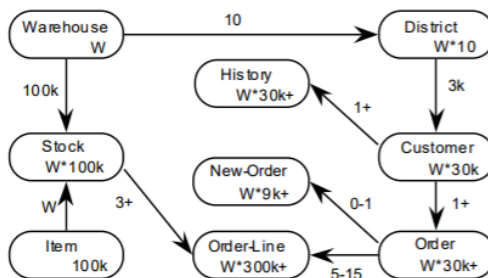 Warehouse
W
10
District
W*10
100k
History
W*30k+
3k
1+
Stock
W*100k
Customer
W*30k
New-Order
W*9k+
W
3+
0-1
1+
Item
100k
Order-Line
W*300k+
5-15
Order
W*30k+